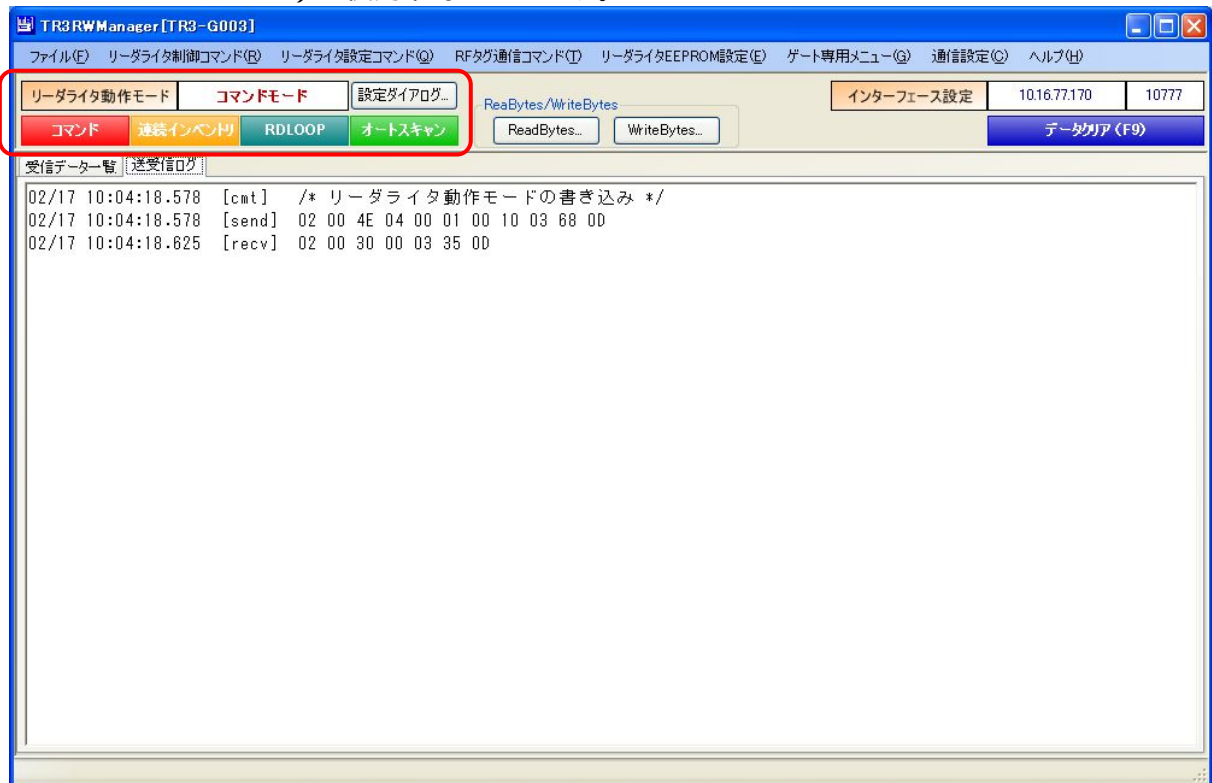 TR3RWManager[TR3-G003]
ファイル(F) リーダライタ制御コマンド(R) リーダライタ設定コマンド(Q) RFタグ通信コマンド(T) リーダライタEEPROM設定(E) ゲート専用メニュー(G) 通信設定(C) ヘルプ(H)
リーダライタ動作モード コマンドモード 設定ダイアログ... ReaBytes/WriteBytes インターフェース設定 10.16.77.170 10777
コマンド 連続インベントリ RDLOOP オートスキャン ReadBytes... WriteBytes... データクリア(F9)
受信データ一覧 送受信ログ
02/17 10:04:18.578 [cmt] /* リーダライタ動作モードの書き込み */
02/17 10:04:18.578 [send] 02 00 4E 04 00 01 00 10 03 68 0D
02/17 10:04:18.625 [recv] 02 00 30 00 03 35 0D